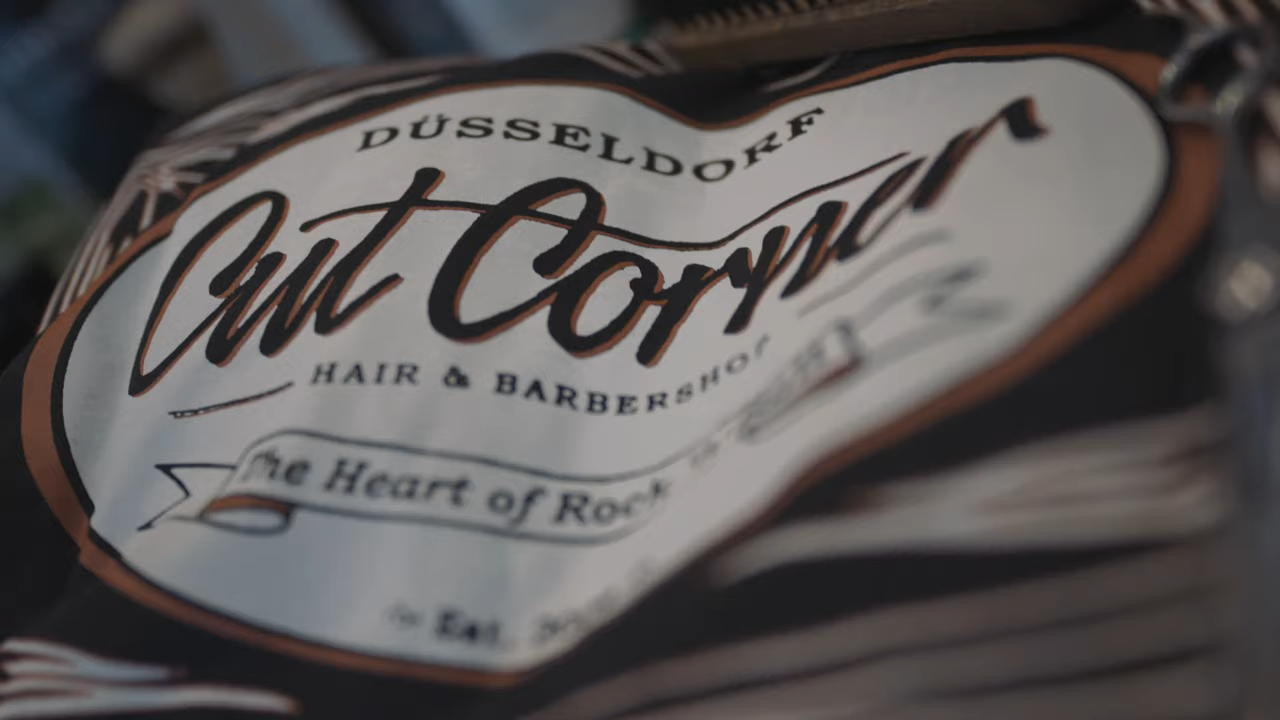 DÜSSELDORF
Cut Corner
HAIR & BARBERSHOP
The Heart of Rock
Est.